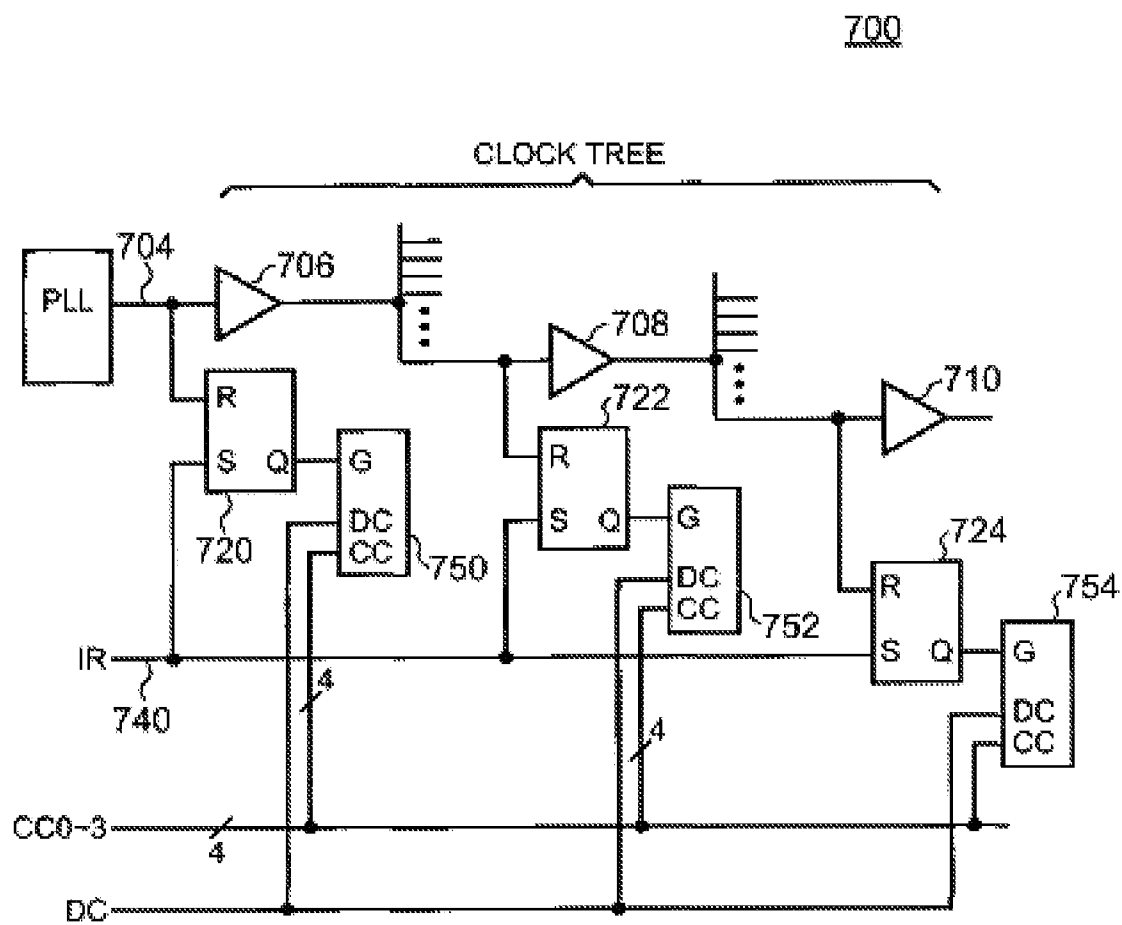 700
CLOCK TREE
704
706
PLL
708
710
R
S Q
720
G
DC
CC
750
722
R
S Q
G
DC
CC
752
724
R
S Q
754
G
DC
CC
IR
740
4
4
CC0-3
4
DC